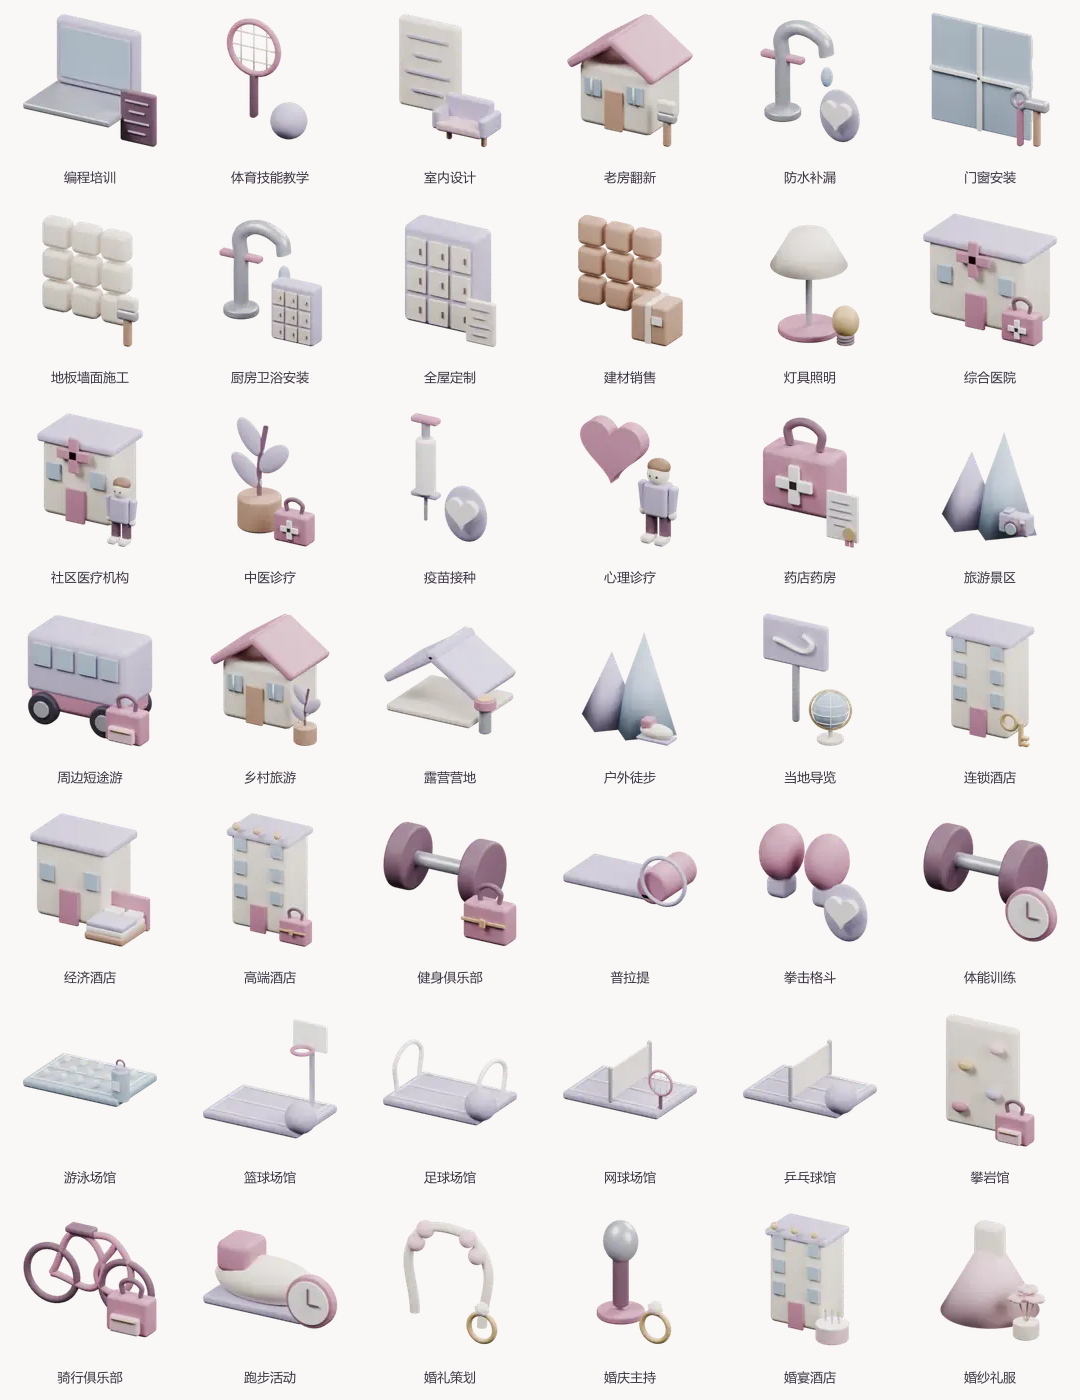 编程培训
体育技能教学
室内设计
老房翻新
防水补漏
门窗安装
地板墙面施工
厨房卫浴安装
全屋定制
建材销售
灯具照明
综合医院
社区医疗机构
中医诊疗
疫苗接种
心理诊疗
药店药房
旅游景区
周边短途游
乡村旅游
露营营地
户外徒步
当地导览
连锁酒店
经济酒店
高端酒店
健身俱乐部
普拉提
拳击格斗
体能训练
游泳场馆
篮球场馆
足球场馆
网球场馆
乒乓球馆
攀岩馆
骑行俱乐部
跑步活动
婚礼策划
婚庆主持
婚宴酒店
婚纱礼服